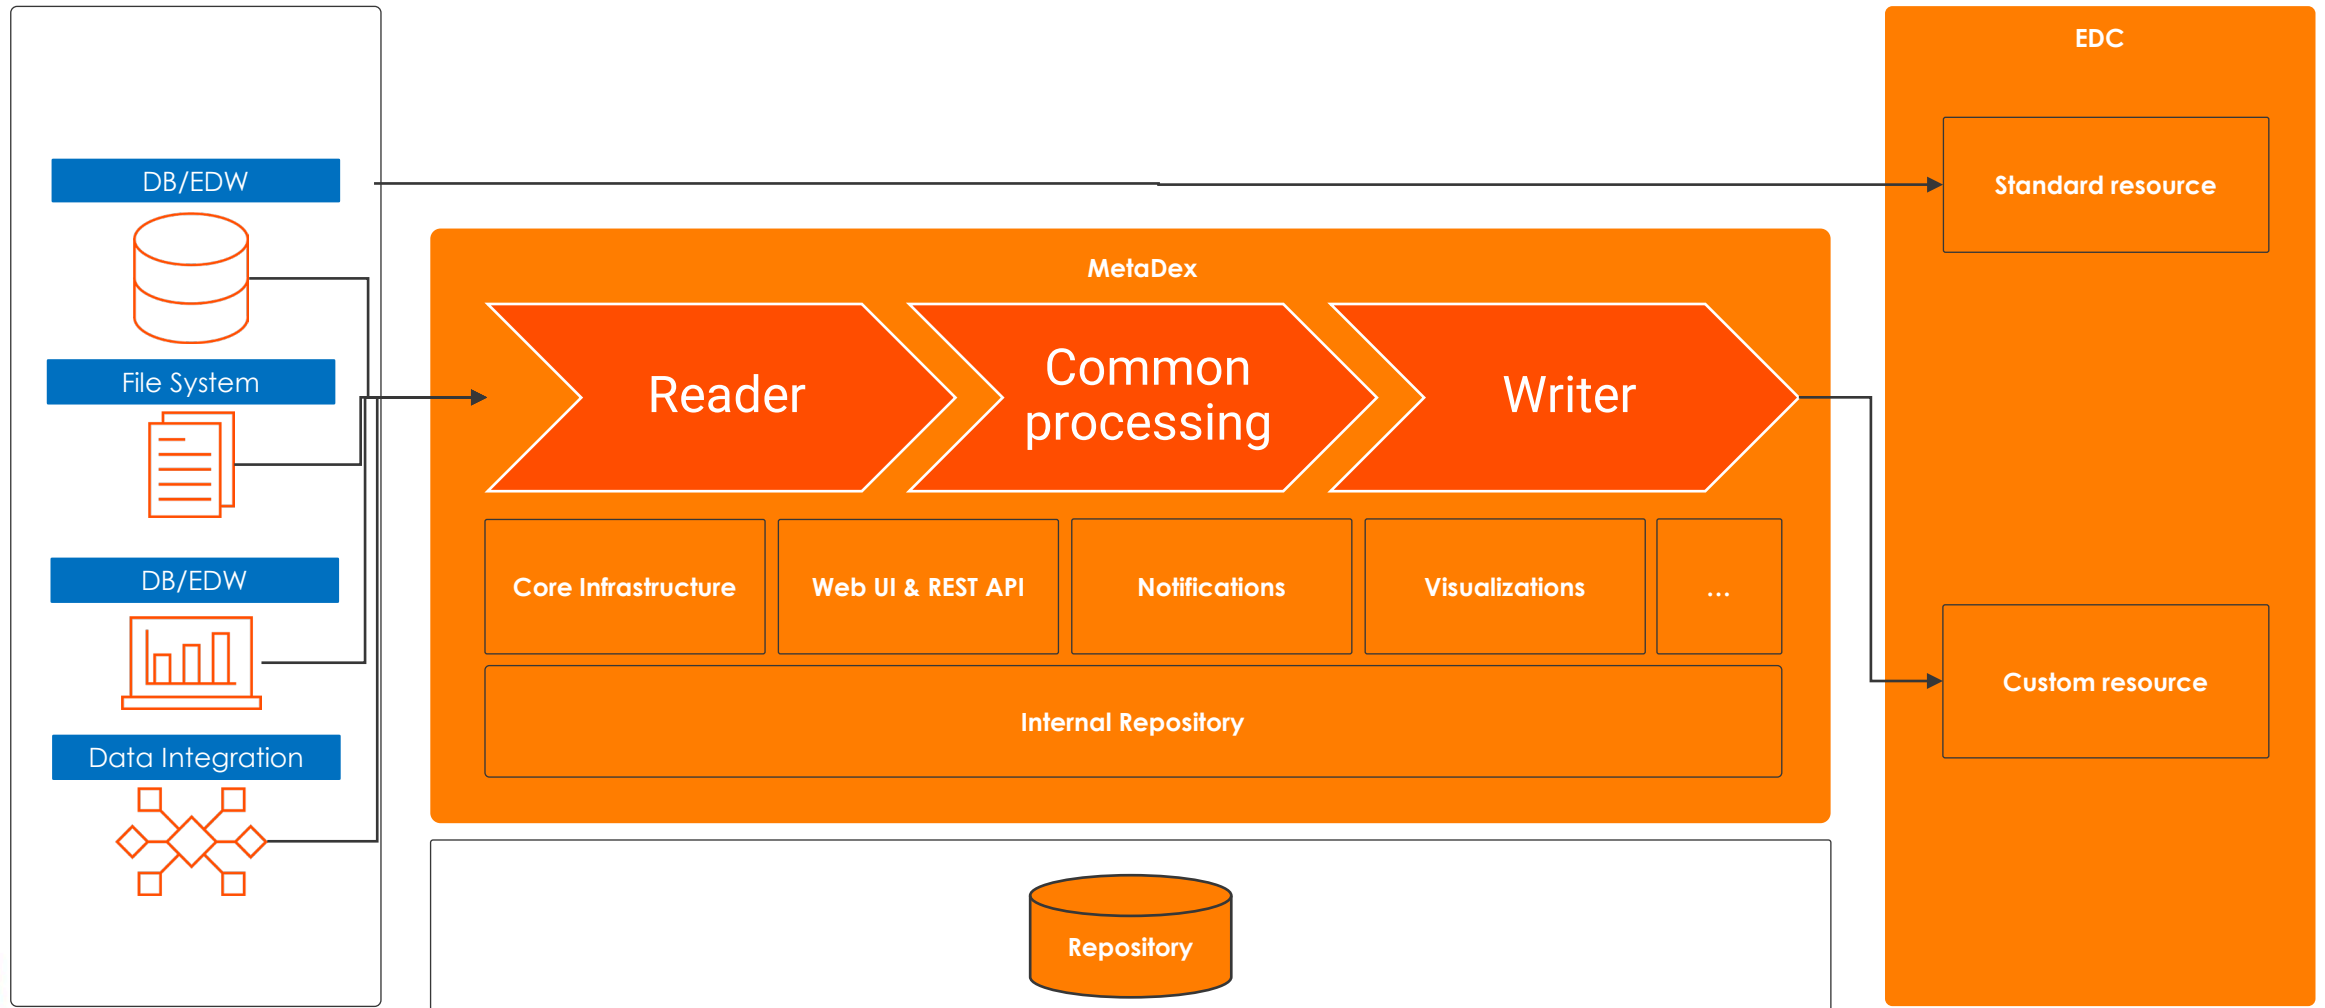 DB/EDW
File System
DB/EDW
Data Integration
MetaDex
Reader
Common
processing
Writer
Core Infrastructure
Web UI & REST API
Notifications
Visualizations
...
Internal Repository
Repository
EDC
Standard resource
Custom resource